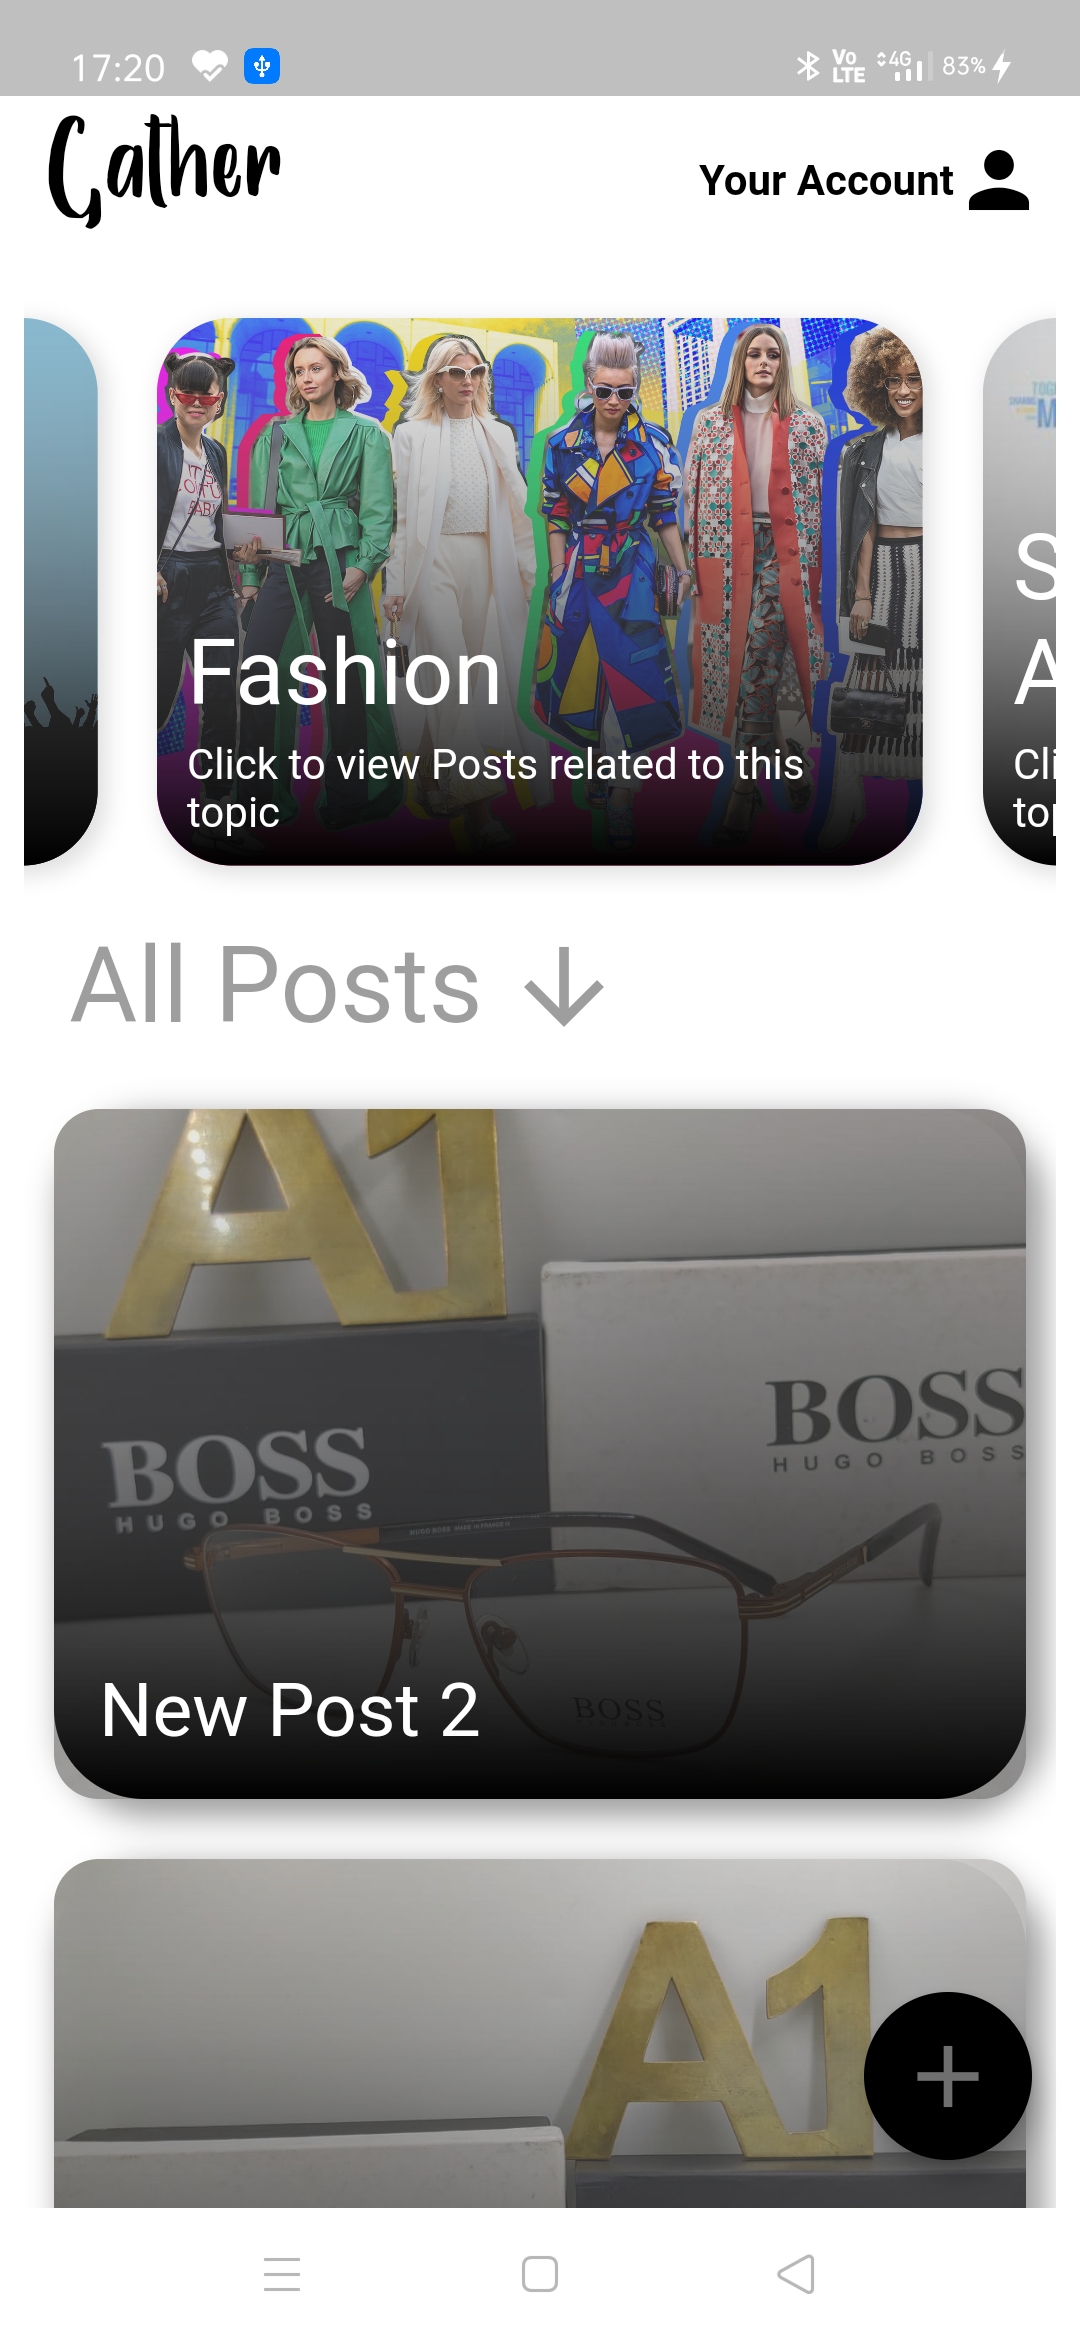 17:20
Vo
LTE
4G
83%
Gather
Your Account
Fashion
Click to view Posts related to this
topic
S
A
Cli
top
All Posts
A1
BOSS
HUGO BOSS
BOSS
HUGO BOSS
BOSS
New Post 2
A1